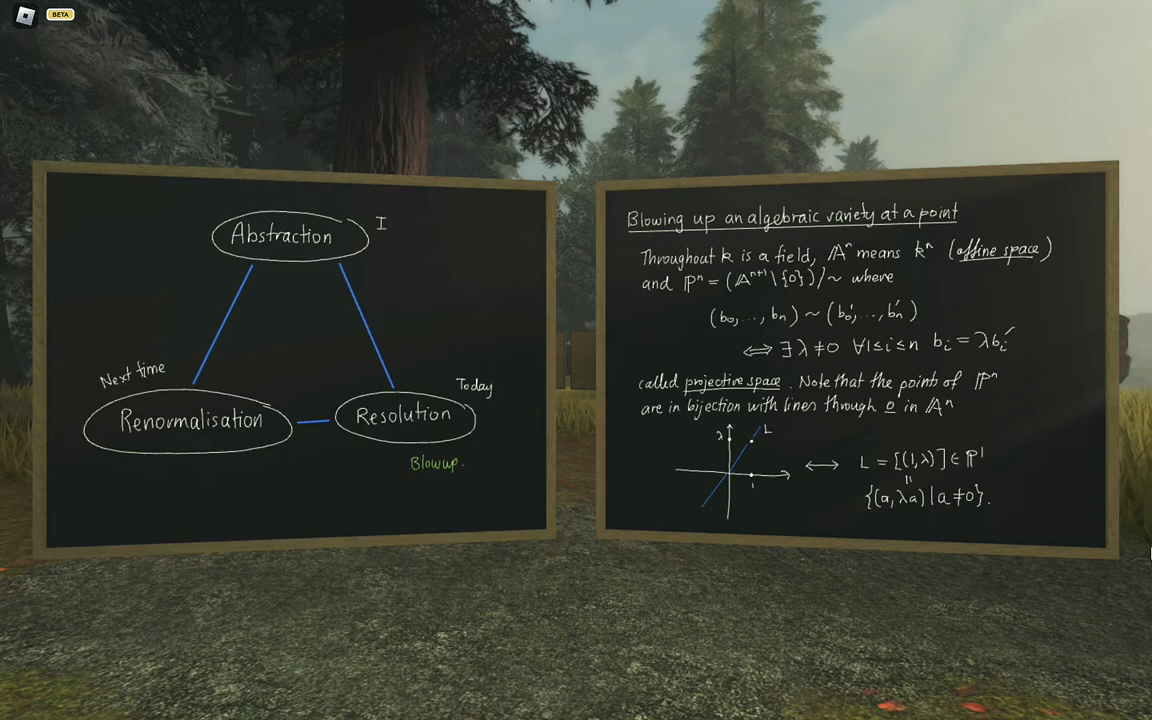 BETA
Abstraction
I
Next time
Renormalisation
Today
Resolution
Blowup.
Blowing up an algebraic variety at a point
Throughout k is a field, 𝔸ⁿ means kⁿ (affine space)
and ℙⁿ = (𝔸ⁿ⁺¹ \ {0})/~ where
(b₀,..., bₙ) ~ (b₀',..., bₙ')
⟺ ∃λ≠0 ∀1≤i≤n bᵢ = λbᵢ'
called projective space. Note that the points of ℙⁿ
are in bijection with lines through 0 in 𝔸ⁿ
λ
L
1
⟷ L = [(1,λ)] ∈ ℙ¹
{(a, λa) | a ≠ 0}.